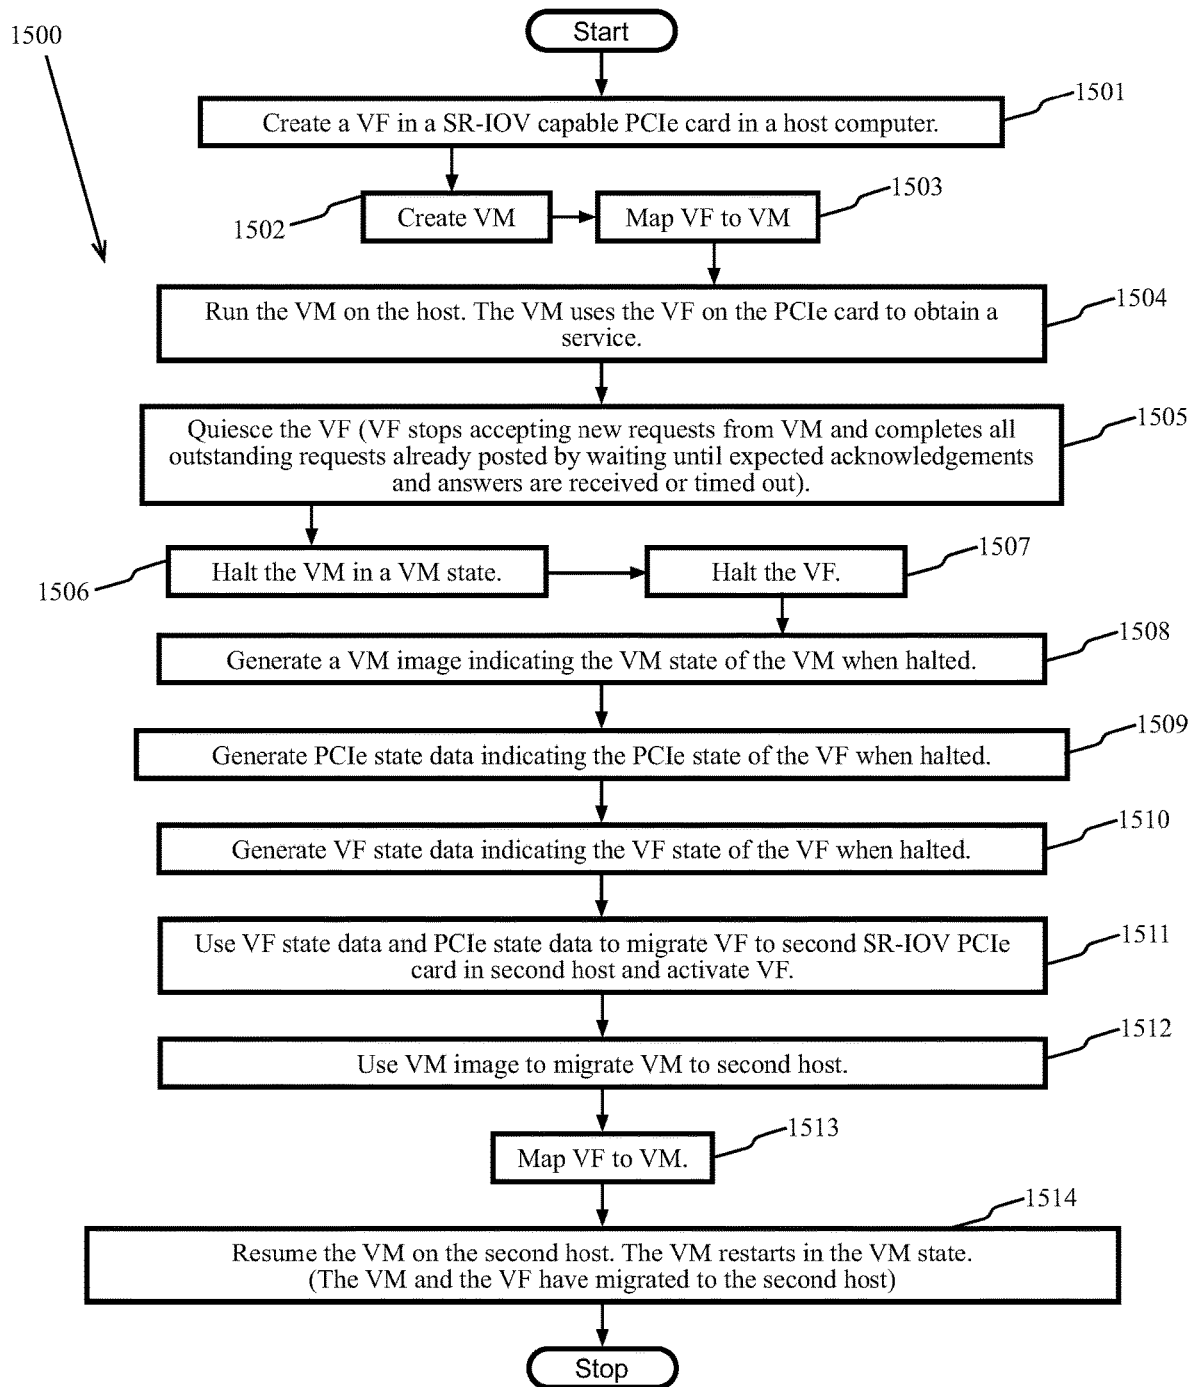 1500
Start
1501
Create a VF in a SR-IOV capable PCIe card in a host computer.
1502
Create VM
Map VF to VM
1503
1504
Run the VM on the host. The VM uses the VF on the PCIe card to obtain a
service.
1505
Quiesce the VF (VF stops accepting new requests from VM and completes all
outstanding requests already posted by waiting until expected acknowledgements
and answers are received or timed out).
1506
Halt the VM in a VM state.
Halt the VF.
1507
1508
Generate a VM image indicating the VM state of the VM when halted.
1509
Generate PCIe state data indicating the PCIe state of the VF when halted.
1510
Generate VF state data indicating the VF state of the VF when halted.
1511
Use VF state data and PCIe state data to migrate VF to second SR-IOV PCIe
card in second host and activate VF.
1512
Use VM image to migrate VM to second host.
1513
Map VF to VM.
1514
Resume the VM on the second host. The VM restarts in the VM state.
(The VM and the VF have migrated to the second host)
Stop